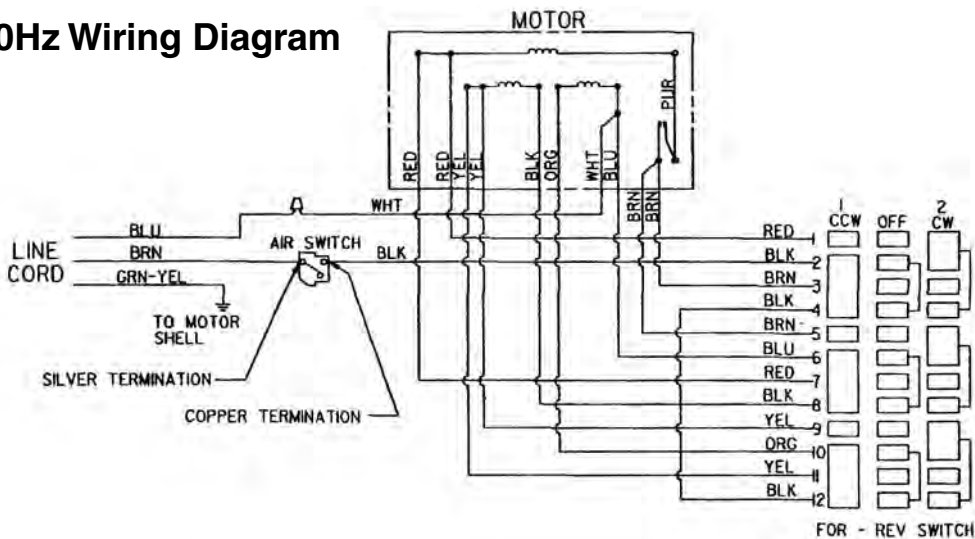 0Hz Wiring Diagram
MOTOR
RED
RED
YEL
YEL
BLK
ORG
WHT
BLU
BRN
BRN
PUR
LINE CORD
BLU
BRN
GRN-YEL
WHT
AIR SWITCH
BLK
TO MOTOR SHELL
SILVER TERMINATION
COPPER TERMINATION
1 CCW
OFF
2 CW
RED 1
BLK 2
BRN 3
BLK 4
BRN 5
BLU 6
RED 7
BLK 8
YEL 9
ORG 10
YEL 11
BLK 12
FOR - REV SWITCH